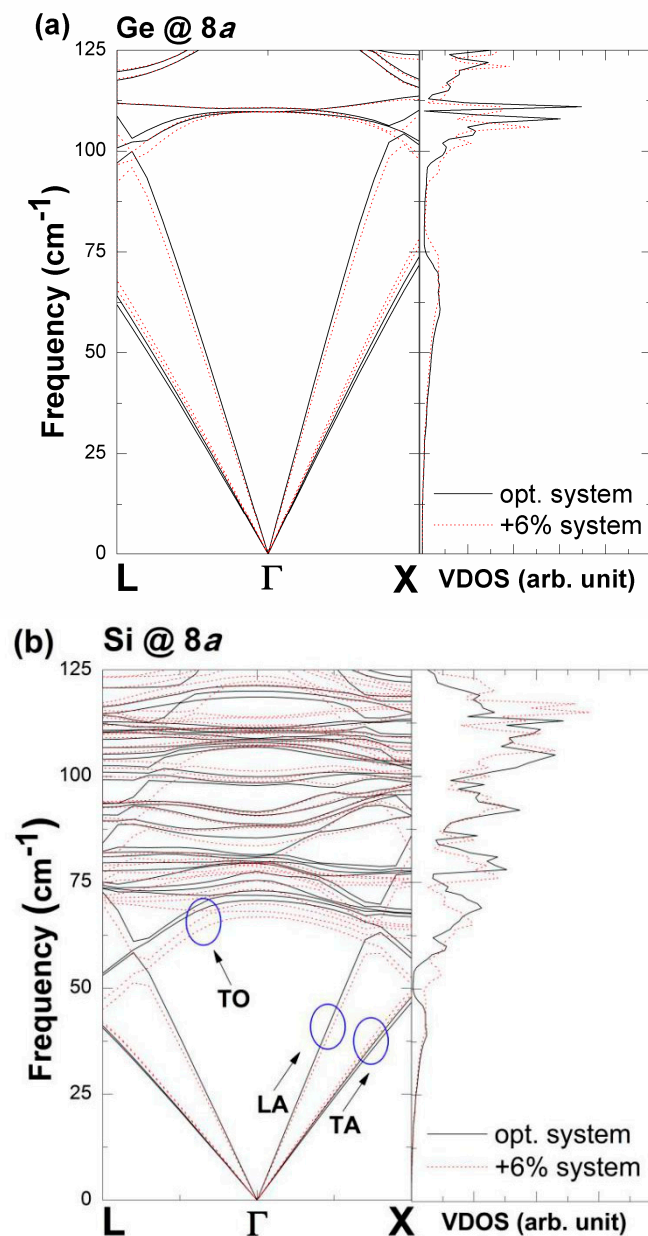 (a) Ge @ 8a
125
100
75
50
25
0
Frequency (cm⁻¹)
opt. system
+6% system
L Γ X VDOS (arb. unit)
(b) Si @ 8a
125
100
75
50
25
0
Frequency (cm⁻¹)
TO
LA
TA
opt. system
+6% system
L Γ X VDOS (arb. unit)